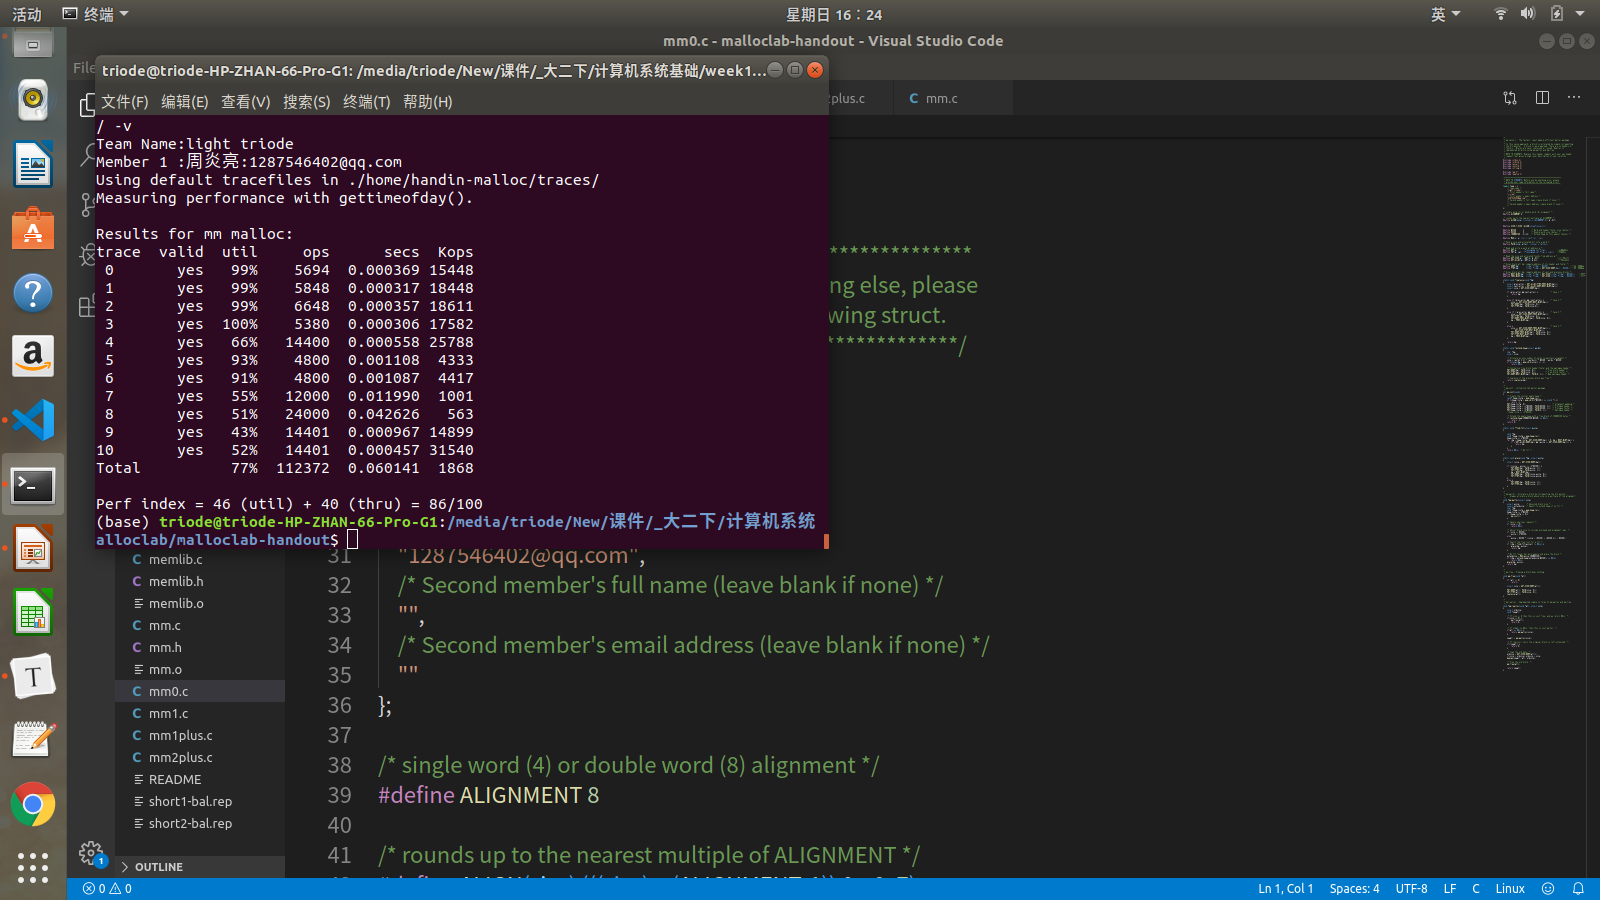 活动 终端 星期日 16：24 英
mm0.c - malloclab-handout - Visual Studio Code
File
triode@triode-HP-ZHAN-66-Pro-G1: /media/triode/New/课件/_大二下/计算机系统基础/week1...
文件(F) 编辑(E) 查看(V) 搜索(S) 终端(T) 帮助(H)
2plus.c mm.c
/ -v
Team Name:light triode
Member 1 :周炎亮:1287546402@qq.com
Using default tracefiles in ./home/handin-malloc/traces/
Measuring performance with gettimeofday().
Results for mm malloc:
trace valid util ops secs Kops
0 yes 99% 5694 0.000369 15448
1 yes 99% 5848 0.000317 18448
2 yes 99% 6648 0.000357 18611
3 yes 100% 5380 0.000306 17582
4 yes 66% 14400 0.000558 25788
5 yes 93% 4800 0.001108 4333
6 yes 91% 4800 0.001087 4417
7 yes 55% 12000 0.011990 1001
8 yes 51% 24000 0.042626 563
9 yes 43% 14401 0.000967 14899
10 yes 52% 14401 0.000457 31540
Total 77% 112372 0.060141 1868
Perf index = 46 (util) + 40 (thru) = 86/100
(base) triode@triode-HP-ZHAN-66-Pro-G1:/media/triode/New/课件/_大二下/计算机系统
alloclab/malloclab-handout$
**************
ng else, please
wing struct.
*************/
memlib.c
memlib.h
memlib.o
mm.c
mm.h
mm.o
mm0.c
mm1.c
mm1plus.c
mm2plus.c
README
short1-bal.rep
short2-bal.rep
OUTLINE
31 "1287546402@qq.com",
32 /* Second member's full name (leave blank if none) */
33 "",
34 /* Second member's email address (leave blank if none) */
35 ""
36 };
37
38 /* single word (4) or double word (8) alignment */
39 #define ALIGNMENT 8
40
41 /* rounds up to the nearest multiple of ALIGNMENT */
1
0 0 Ln 1, Col 1 Spaces: 4 UTF-8 LF C Linux